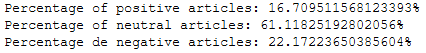 Percentage of positive articles: 16.709511568123393%
Percentage of neutral articles: 61.11825192802056%
Percentage de negative articles: 22.17223650385604%